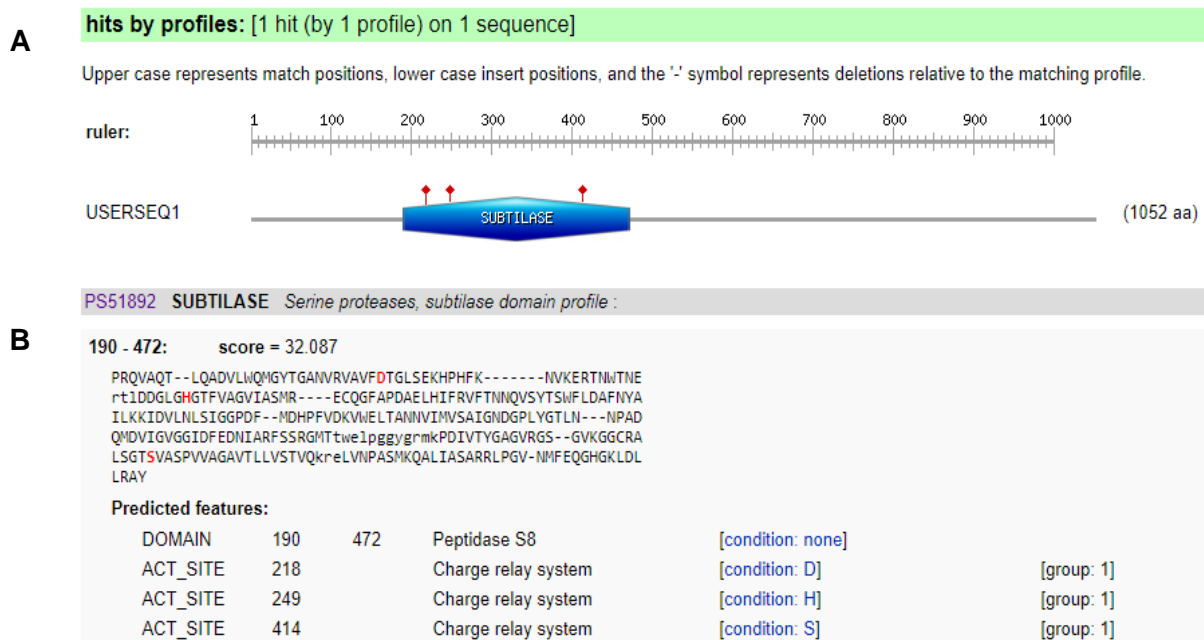 A
hits by profiles: [1 hit (by 1 profile) on 1 sequence]
Upper case represents match positions, lower case insert positions, and the '-' symbol represents deletions relative to the matching profile.
ruler:
1 100 200 300 400 500 600 700 800 900 1000
USERSEQ1 SUBTILASE (1052 aa)
PS51892 SUBTILASE Serine proteases, subtilase domain profile :
B
190 - 472: score = 32.087
PRQVAQT--LQADVLWQMGYTGANVRVAVFDTGLSEKHPHFK-------NVKERTNWTNE
rtlDDGLGHGTFVAGVIASMR----ECQGFAPDAELHIFRVFTNNQVSYTSWFLDAFNYA
ILKKIDVLNLSIGGPDF--MDHPFVDKVWELTANNVIMVSAIGNDGPLYGTLN---NPAD
QMDVIGVGGIDFEDNIARFSSRGMTtwelpggygrmkPDIVTYGAGVRGS--GVKGGCRA
LSGTSVASPVVAGAVTLLVSTVQkreLVNPASMKQALIASARRLPGV-NMFEQGHGKLDL
LRAY
Predicted features:
DOMAIN 190 472 Peptidase S8 [condition: none]
ACT_SITE 218 Charge relay system [condition: D] [group: 1]
ACT_SITE 249 Charge relay system [condition: H] [group: 1]
ACT_SITE 414 Charge relay system [condition: S] [group: 1]